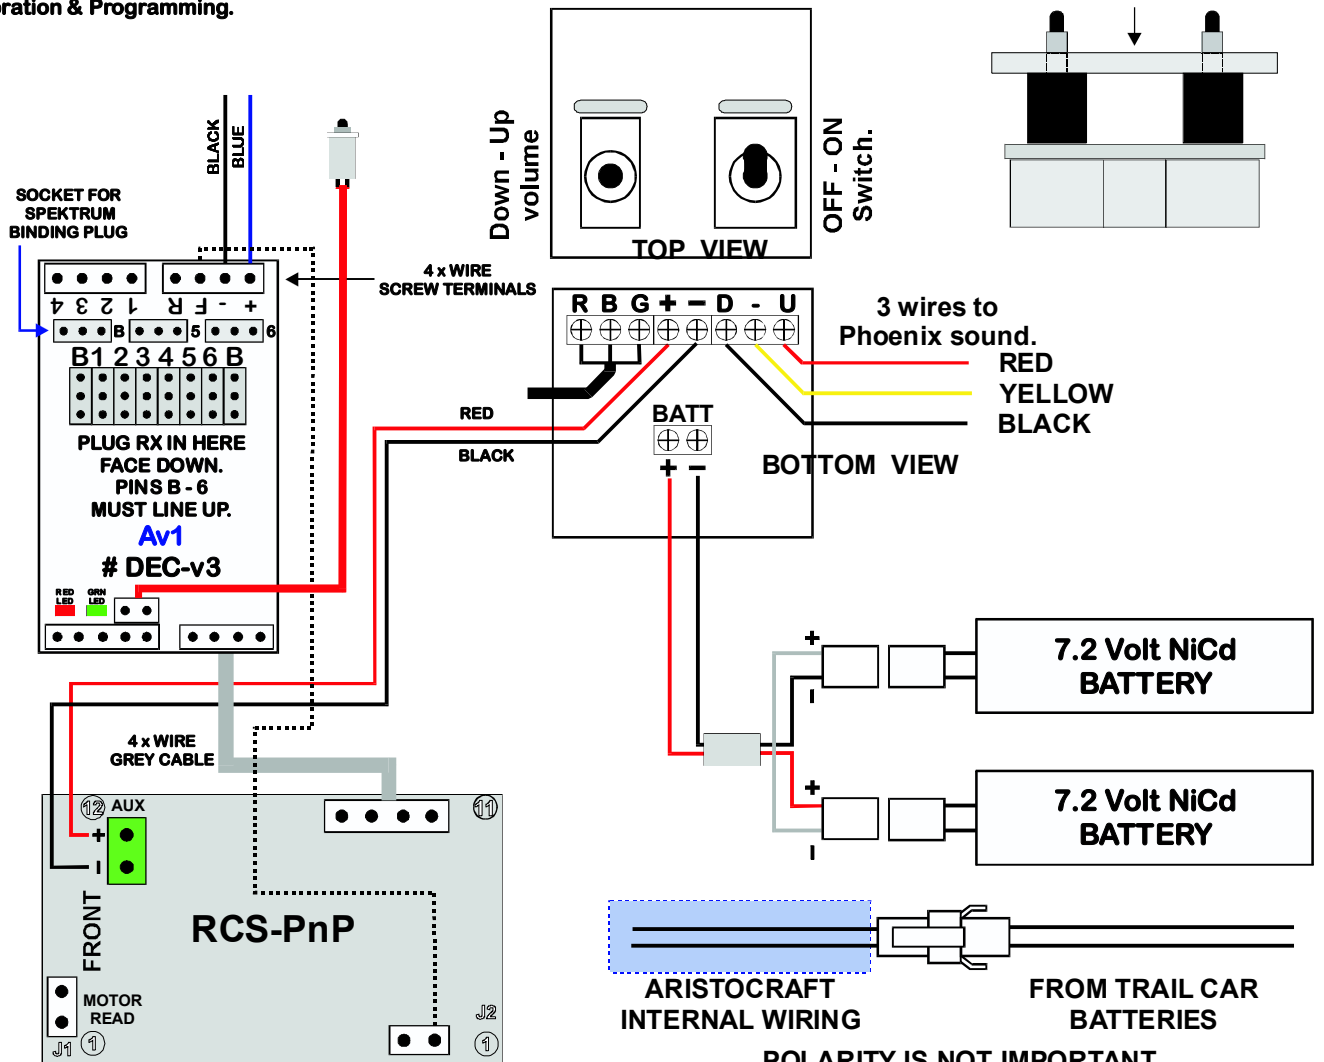 oration & Programming.
BLACK
BLUE
SOCKET FOR
SPEKTRUM
BINDING PLUG
4 x WIRE
SCREW TERMINALS
4 3 2 1 R F - +
B 5 6
B 1 2 3 4 5 6 B
PLUG RX IN HERE
FACE DOWN.
PINS B - 6
MUST LINE UP.
Av1
# DEC-v3
RED
LED
GRN
LED
Down - Up
volume
OFF - ON
Switch.
TOP VIEW
R B G + - D - U
3 wires to
Phoenix sound.
RED
YELLOW
BLACK
RED
BLACK
BATT
+ -
BOTTOM VIEW
4 x WIRE
GREY CABLE
12 AUX
+
-
11
FRONT
RCS-PnP
MOTOR
READ
J1 1
J2
1
+
-
7.2 Volt NiCd
BATTERY
+
-
7.2 Volt NiCd
BATTERY
ARISTOCRAFT
INTERNAL WIRING
FROM TRAIL CAR
BATTERIES
POLARITY IS NOT IMPORTANT